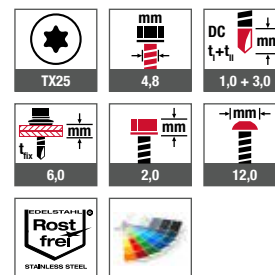 TX25
mm
4,8
DC
tI+tII
mm
1,0 + 3,0
tfix
mm
6,0
mm
2,0
mm
12,0
EDELSTAHL
Rost
frei
STAINLESS STEEL